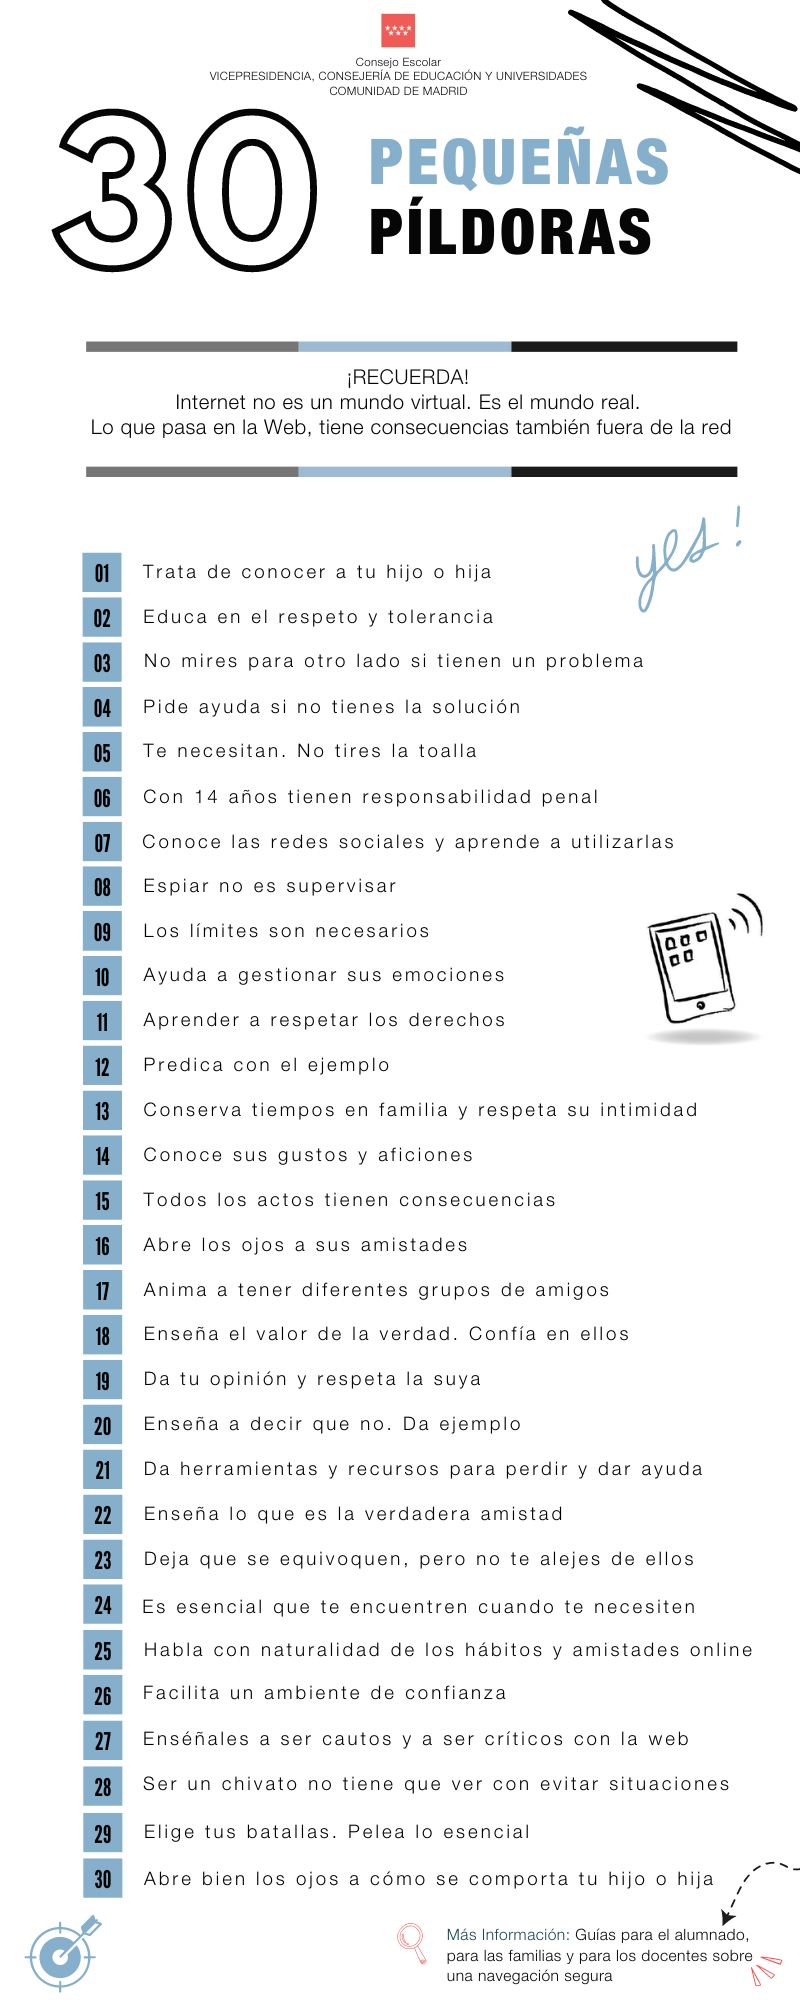 Consejo Escolar
VICEPRESIDENCIA, CONSEJERÍA DE EDUCACIÓN Y UNIVERSIDADES
COMUNIDAD DE MADRID
30
PEQUEÑAS
PÍLDORAS
¡RECUERDA!
Internet no es un mundo virtual. Es el mundo real.
Lo que pasa en la Web, tiene consecuencias también fuera de la red
yes!
01 Trata de conocer a tu hijo o hija
02 Educa en el respeto y tolerancia
03 No mires para otro lado si tienen un problema
04 Pide ayuda si no tienes la solución
05 Te necesitan. No tires la toalla
06 Con 14 años tienen responsabilidad penal
07 Conoce las redes sociales y aprende a utilizarlas
08 Espiar no es supervisar
09 Los límites son necesarios
10 Ayuda a gestionar sus emociones
11 Aprender a respetar los derechos
12 Predica con el ejemplo
13 Conserva tiempos en familia y respeta su intimidad
14 Conoce sus gustos y aficiones
15 Todos los actos tienen consecuencias
16 Abre los ojos a sus amistades
17 Anima a tener diferentes grupos de amigos
18 Enseña el valor de la verdad. Confía en ellos
19 Da tu opinión y respeta la suya
20 Enseña a decir que no. Da ejemplo
21 Da herramientas y recursos para perdir y dar ayuda
22 Enseña lo que es la verdadera amistad
23 Deja que se equivoquen, pero no te alejes de ellos
24 Es esencial que te encuentren cuando te necesiten
25 Habla con naturalidad de los hábitos y amistades online
26 Facilita un ambiente de confianza
27 Enséñales a ser cautos y a ser críticos con la web
28 Ser un chivato no tiene que ver con evitar situaciones
29 Elige tus batallas. Pelea lo esencial
30 Abre bien los ojos a cómo se comporta tu hijo o hija
Más Información: Guías para el alumnado,
para las familias y para los docentes sobre
una navegación segura